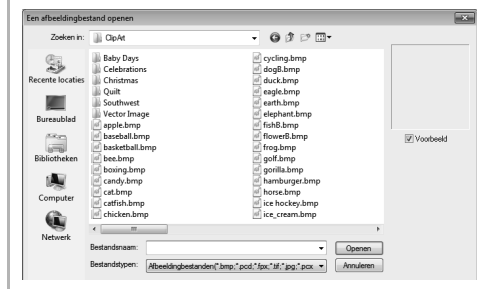 Een afbeeldingbestand openen
Zoeken in: ClipArt
Recente locaties
Bureaublad
Bibliotheken
Computer
Netwerk
Baby Days
Celebrations
Christmas
Quilt
Southwest
Vector Image
apple.bmp
baseball.bmp
basketball.bmp
bee.bmp
boxing.bmp
candy.bmp
cat.bmp
catfish.bmp
chicken.bmp
cycling.bmp
dogB.bmp
duck.bmp
eagle.bmp
earth.bmp
elephant.bmp
fishB.bmp
flowerB.bmp
frog.bmp
golf.bmp
gorilla.bmp
hamburger.bmp
horse.bmp
ice hockey.bmp
ice_cream.bmp
Voorbeeld
Bestandsnaam:
Openen
Bestandstypen: Afbeeldingbestanden(*.bmp;*.pcd;*.fpx;*.tif;*.jpg;*.pcx
Annuleren